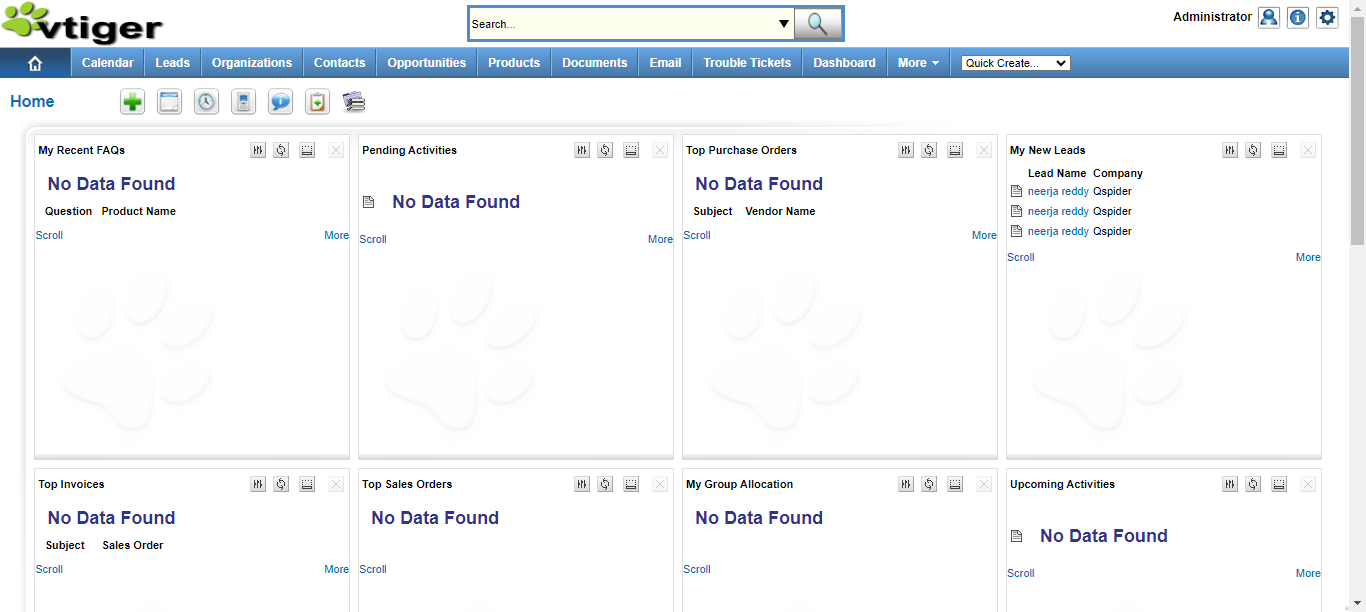 vtiger
Search...
Administrator
Calendar Leads Organizations Contacts Opportunities Products Documents Email Trouble Tickets Dashboard More Quick Create...
Home
My Recent FAQs
No Data Found
Question Product Name
Scroll More
Pending Activities
No Data Found
Scroll More
Top Purchase Orders
No Data Found
Subject Vendor Name
Scroll More
My New Leads
Lead Name Company
neerja reddy Qspider
neerja reddy Qspider
neerja reddy Qspider
Scroll More
Top Invoices
No Data Found
Subject Sales Order
Scroll More
Top Sales Orders
No Data Found
Scroll
My Group Allocation
No Data Found
Scroll
Upcoming Activities
No Data Found
Scroll More